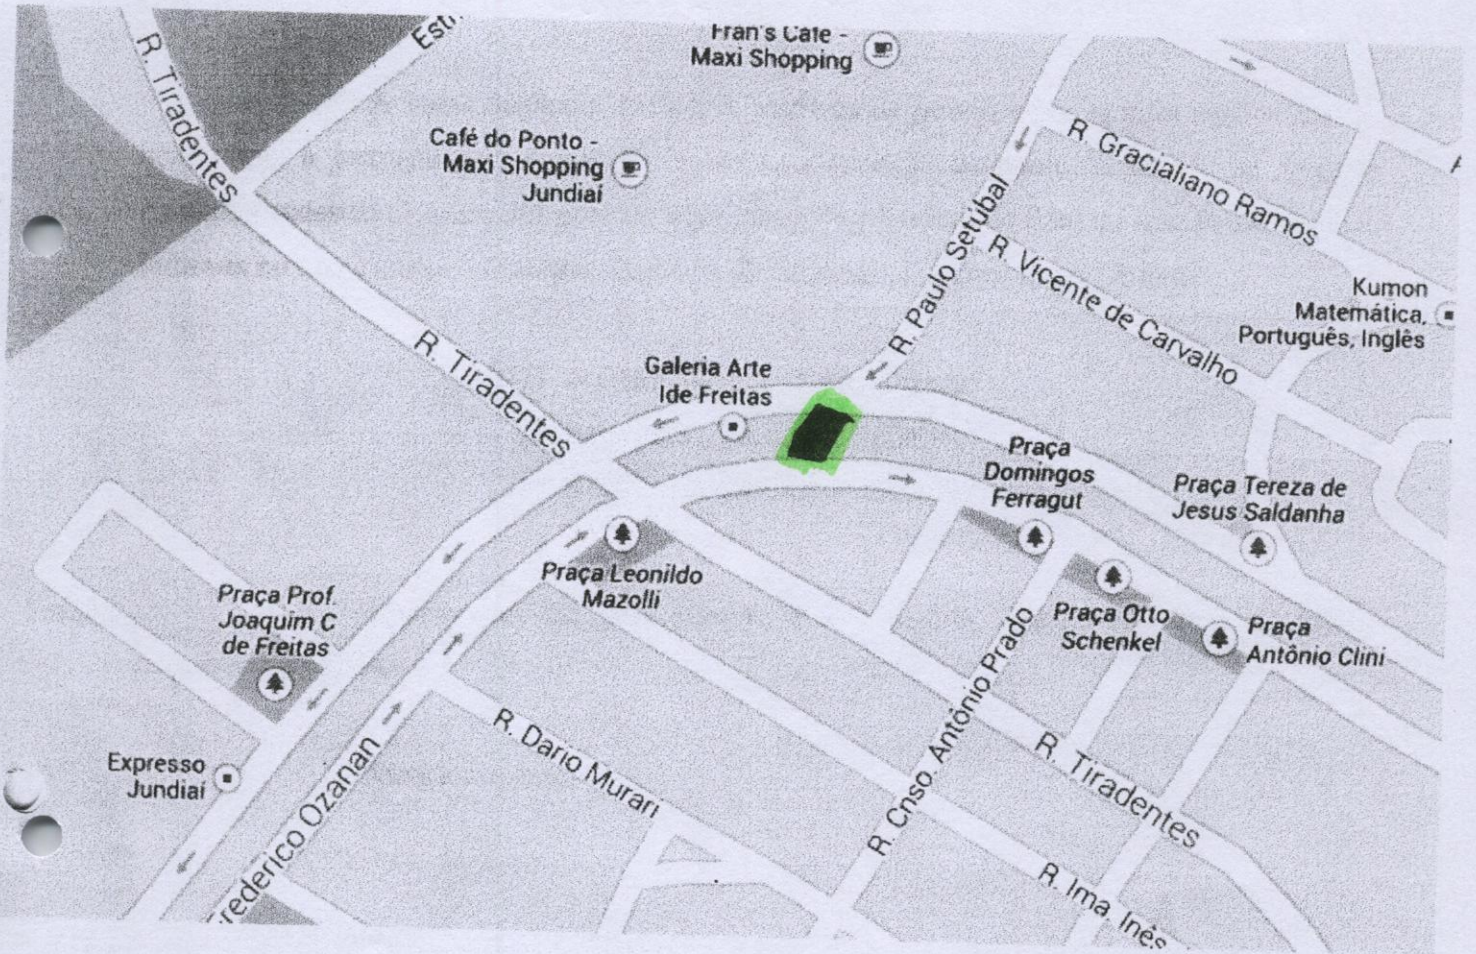 R. Tiradentes
Fran's Cafe -
Maxi Shopping
Café do Ponto -
Maxi Shopping
Jundiaí
R. Gracialiano Ramos
R. Paulo Setúbal
R. Vicente de Carvalho
Kumon
Matemática,
Português, Inglês
R. Tiradentes
Galeria Arte
Ide Freitas
Praça
Domingos
Ferragut
Praça Tereza de
Jesus Saldanha
Praça Leonildo
Mazolli
Praça Prof.
Joaquim C
de Freitas
Praça Otto
Schenkel
Praça
Antônio Clini
R. Cnso. Antônio Prado
R. Dario Murari
R. Tiradentes
Expresso
Jundiaí
rederico Ozanan
R. Ima. Inês